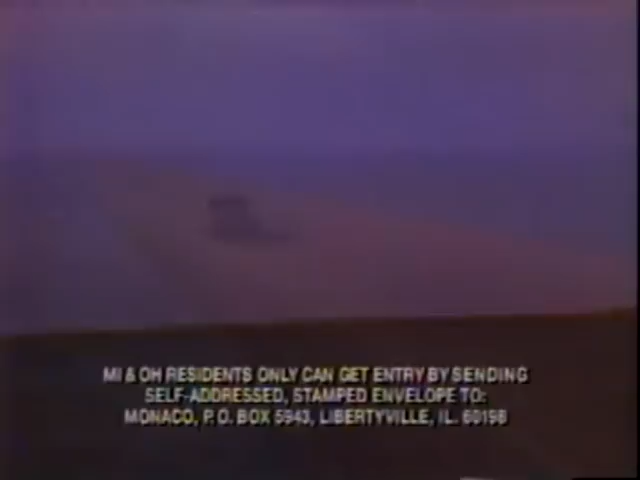 MI & OH RESIDENTS ONLY CAN GET ENTRY BY SENDING
SELF-ADDRESSED, STAMPED ENVELOPE TO:
MONACO, P.O. BOX 5943, LIBERTYVILLE, IL. 60198